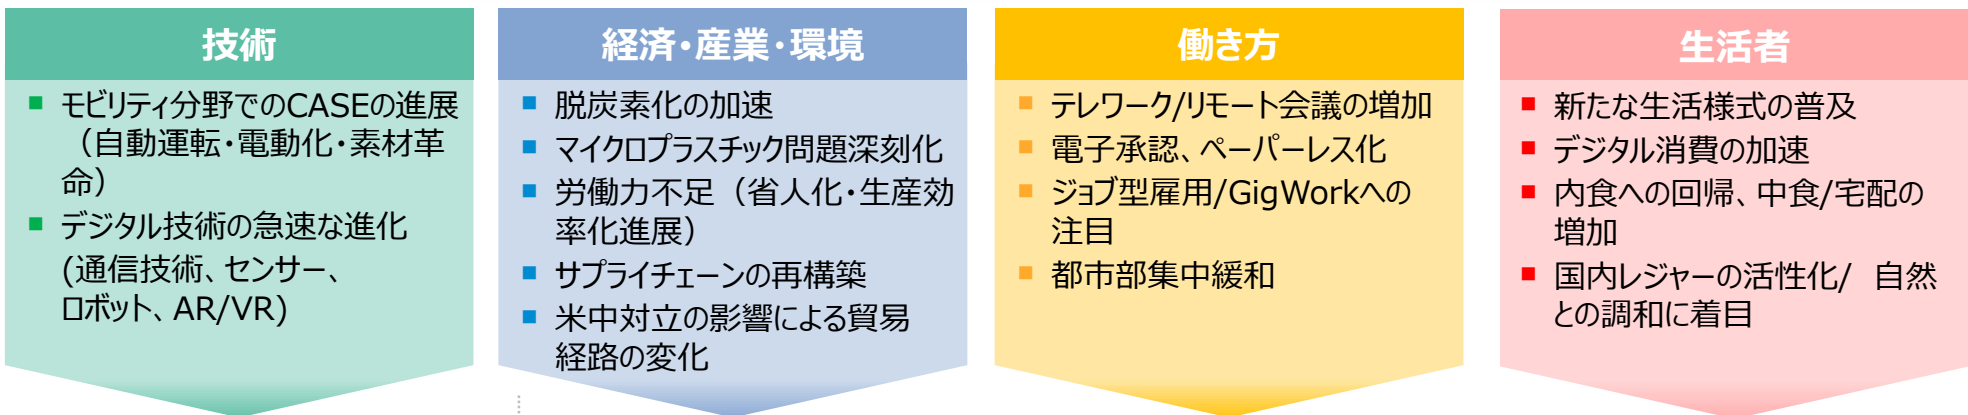 技術
■ モビリティ分野でのCASEの進展
（自動運転・電動化・素材革
命）
■ デジタル技術の急速な進化
(通信技術、センサー、
ロボット、AR/VR)
経済・産業・環境
■ 脱炭素化の加速
■ マイクロプラスチック問題深刻化
■ 労働力不足（省人化・生産効
率化進展）
■ サプライチェーンの再構築
■ 米中対立の影響による貿易
経路の変化
働き方
■ テレワーク/リモート会議の増加
■ 電子承認、ペーパーレス化
■ ジョブ型雇用/GigWorkへの
注目
■ 都市部集中緩和
生活者
■ 新たな生活様式の普及
■ デジタル消費の加速
■ 内食への回帰、中食/宅配の
増加
■ 国内レジャーの活性化/ 自然
との調和に着目